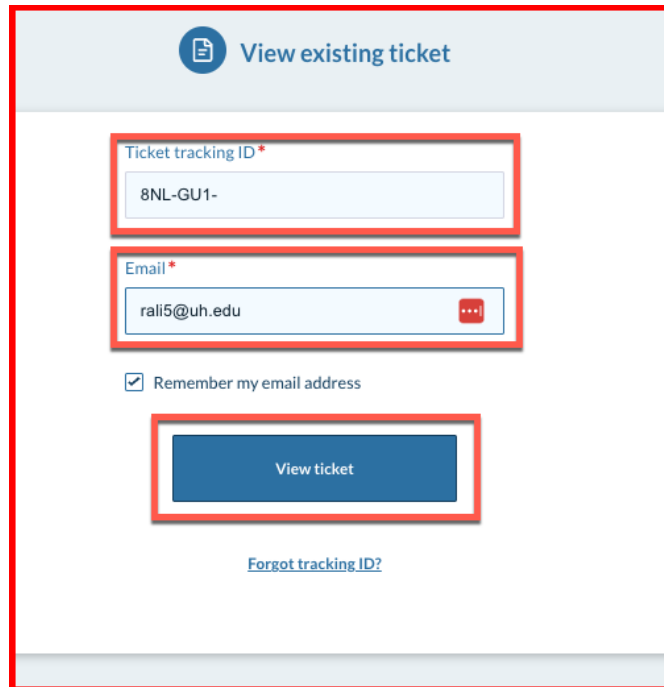 View existing ticket
Ticket tracking ID*
8NL-GU1-
Email*
rali5@uh.edu
Remember my email address
View ticket
Forgot tracking ID?